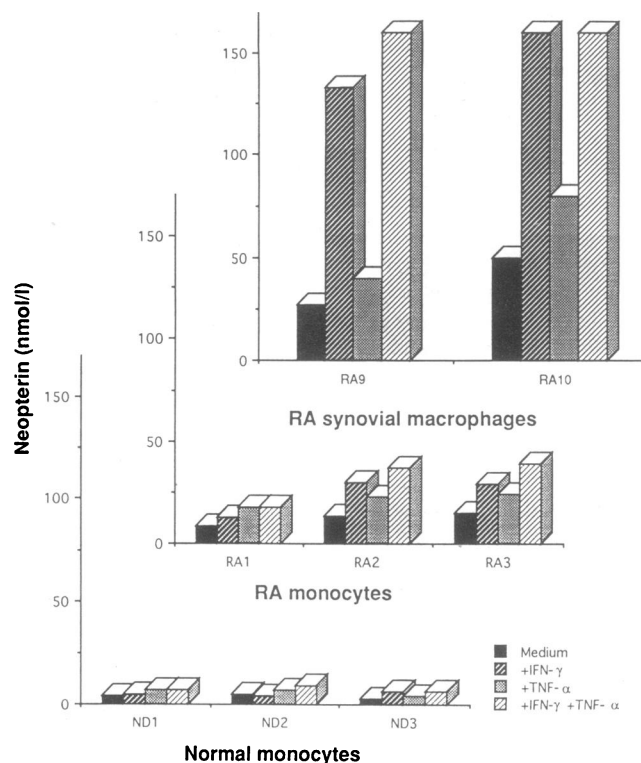 150
100
50
0
RA9 RA10
RA synovial macrophages
150
100
50
0
RA1 RA2 RA3
RA monocytes
Neopterin (nmol/l)
150
100
50
0
ND1 ND2 ND3
Normal monocytes
Medium
+IFN-γ
+TNF-α
+IFN-γ +TNF-α